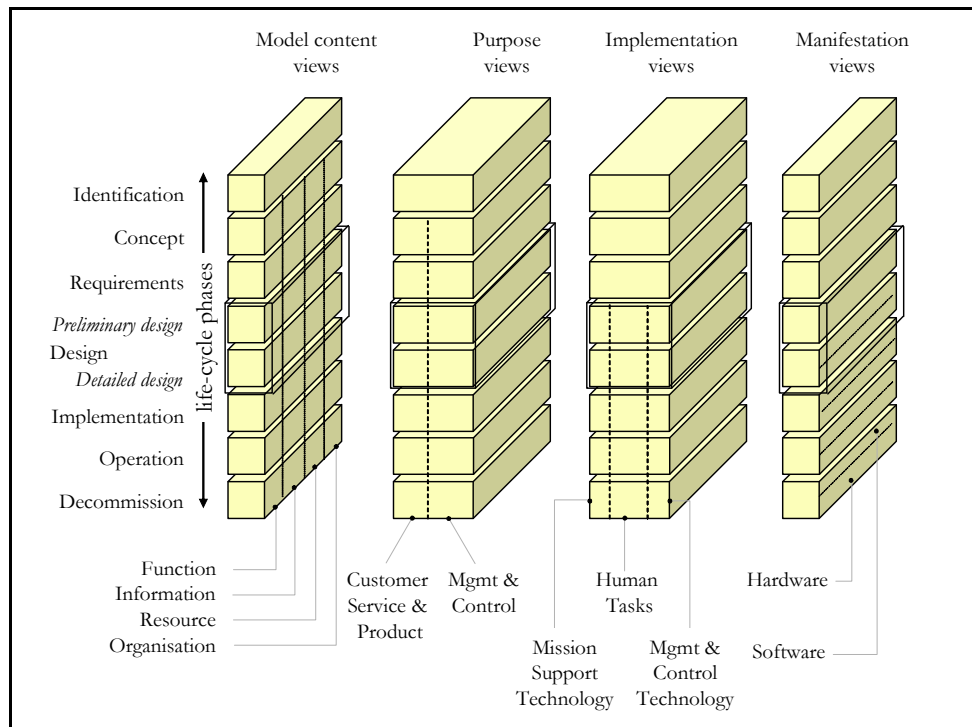 Model content
views
Purpose
views
Implementation
views
Manifestation
views
life-cycle phases
Identification
Concept
Requirements
Preliminary design
Design
Detailed design
Implementation
Operation
Decommission
Function
Information
Resource
Organisation
Customer
Service &
Product
Mgmt &
Control
Mission
Support
Technology
Human
Tasks
Mgmt &
Control
Technology
Hardware
Software